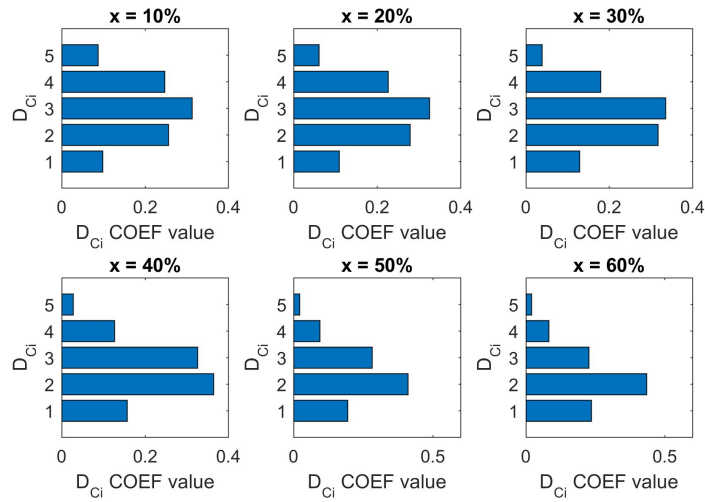 x = 10%
D_Ci
5
4
3
2
1
0 0.2 0.4
D_Ci COEF value
x = 20%
D_Ci
5
4
3
2
1
0 0.2 0.4
D_Ci COEF value
x = 30%
D_Ci
5
4
3
2
1
0 0.2 0.4
D_Ci COEF value
x = 40%
D_Ci
5
4
3
2
1
0 0.2 0.4
D_Ci COEF value
x = 50%
D_Ci
5
4
3
2
1
0 0.5
D_Ci COEF value
x = 60%
D_Ci
5
4
3
2
1
0 0.5
D_Ci COEF value